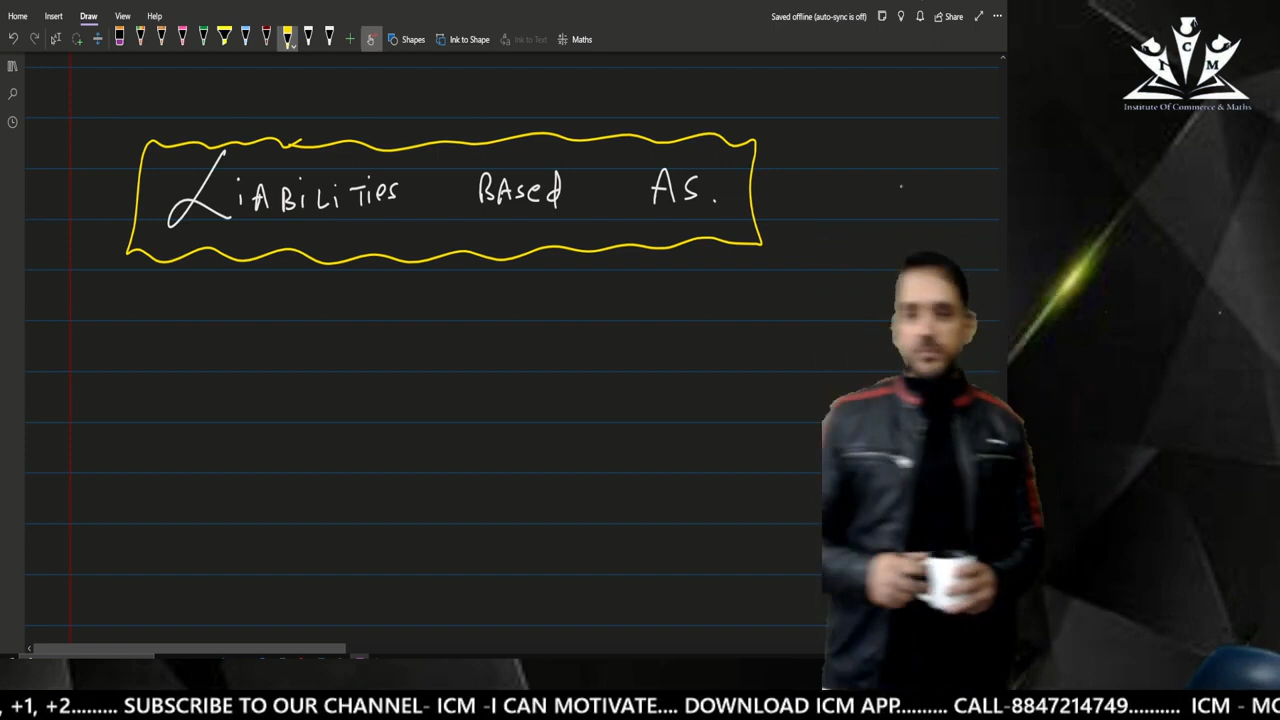 Home Insert Draw View Help
Saved offline (auto-sync is off) Share
Shapes Ink to Shape Ink to Text Maths
I C M
Institute Of Commerce & Maths
LiABiLiTies BASed AS.
, +1, +2......... SUBSCRIBE TO OUR CHANNEL- ICM -I CAN MOTIVATE.... DOWNLOAD ICM APP......... CALL-8847214749.......... ICM - MO